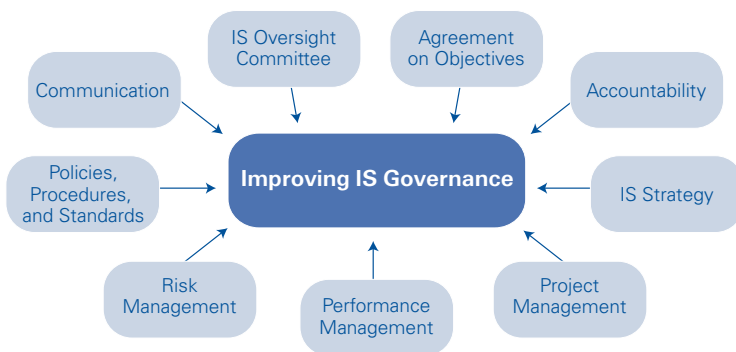 IS Oversight
Committee
Agreement
on Objectives
Communication
Accountability
Improving IS Governance
Policies,
Procedures,
and Standards
IS Strategy
Risk
Management
Performance
Management
Project
Management